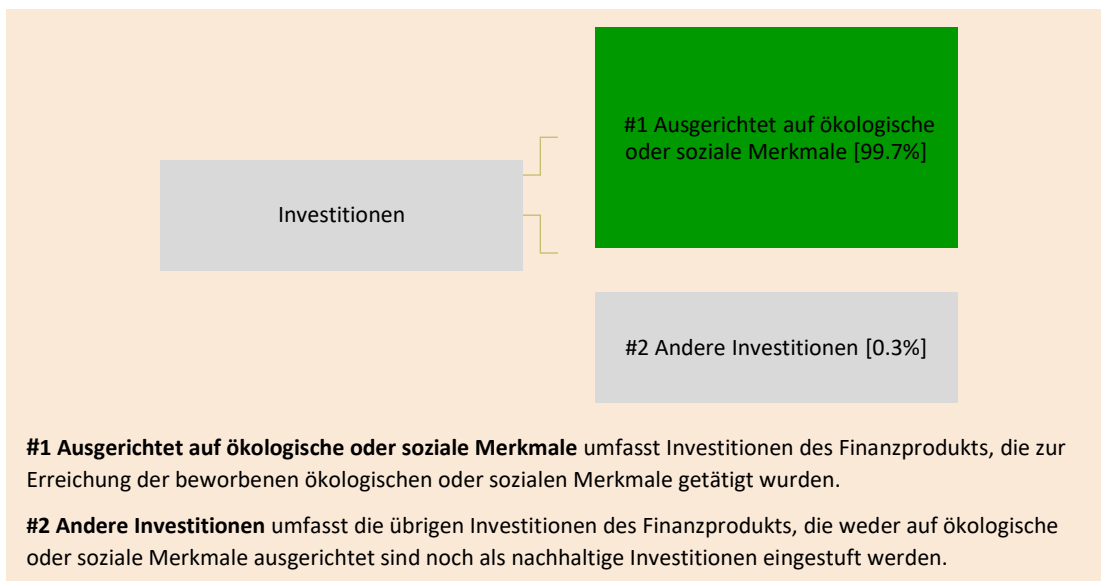 #1 Ausgerichtet auf ökologische
oder soziale Merkmale [99.7%]
Investitionen
#2 Andere Investitionen [0.3%]
#1 Ausgerichtet auf ökologische oder soziale Merkmale umfasst Investitionen des Finanzprodukts, die zur
Erreichung der beworbenen ökologischen oder sozialen Merkmale getätigt wurden.
#2 Andere Investitionen umfasst die übrigen Investitionen des Finanzprodukts, die weder auf ökologische
oder soziale Merkmale ausgerichtet sind noch als nachhaltige Investitionen eingestuft werden.